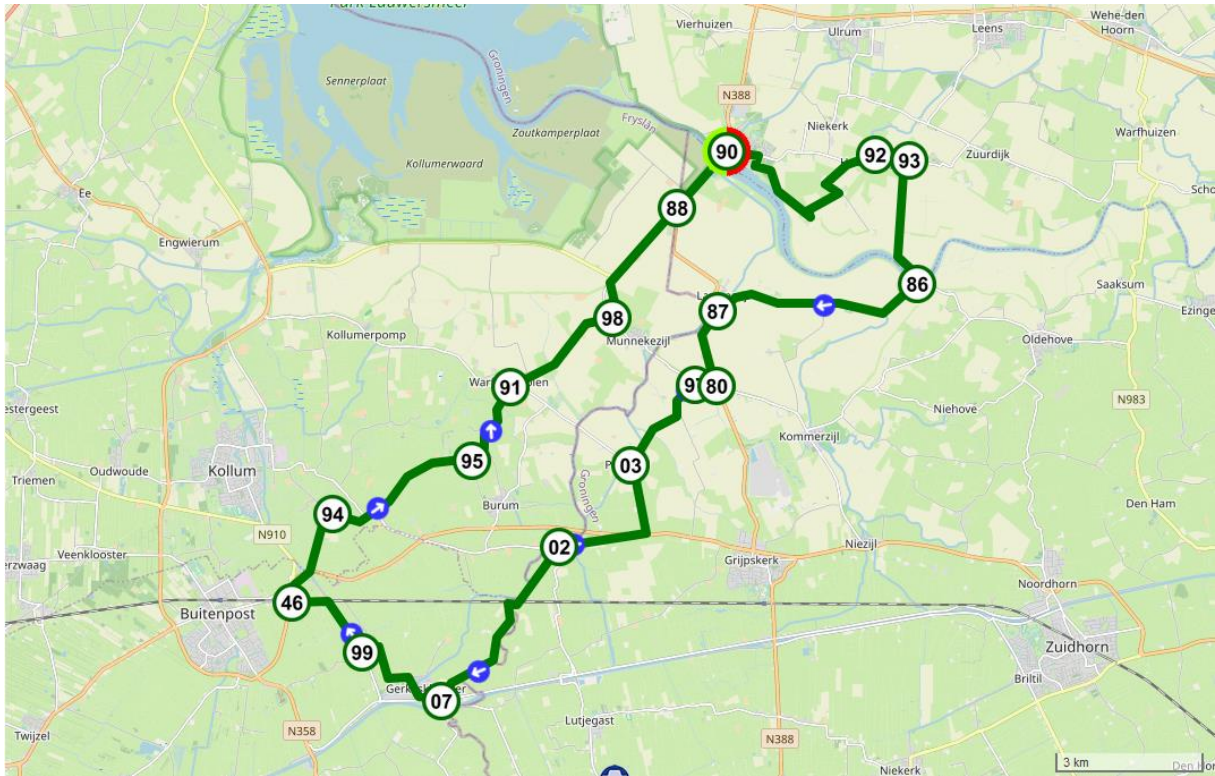 Park Lauwersmeer
Vierhuizen
Ulrum
Leens
Wehe-den
Hoorn
Sennerplaat
Groningen
N388
Zoutkamperplaat
Fryslân
Niekerk
Warfhuizen
Kollumerwaard
90
92
93
Zuurdijk
Ee
88
Engwierum
86
Saaksum
Ezinge
87
Kollumerpomp
98
Munnekezijl
Oldehove
91
80
N983
Niehove
Kommerzijl
Oudwoude
Kollum
95
03
Triemen
Burum
Groningen
Den Ham
94
N910
02
Niezijl
Veenklooster
Grijpskerk
Noordhorn
46
Buitenpost
99
Zuidhorn
07
Briltil
Lutjegast
N358
N388
Twijzel
Niekerk
3 km